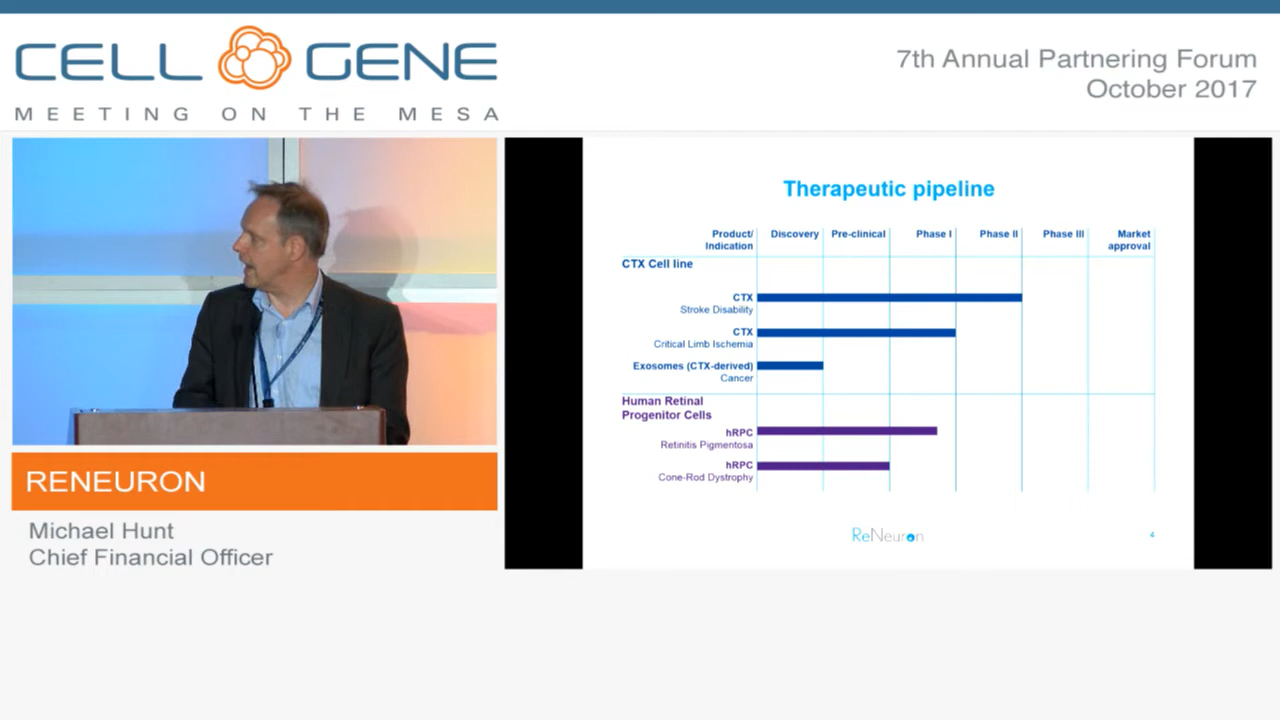 CELL GENE
MEETING ON THE MESA
7th Annual Partnering Forum
October 2017
RENEURON
Michael Hunt
Chief Financial Officer
Therapeutic pipeline
Product/
Indication
Discovery
Pre-clinical
Phase I
Phase II
Phase III
Market
approval
CTX Cell line
CTX
Stroke Disability
CTX
Critical Limb Ischemia
Exosomes (CTX-derived)
Cancer
Human Retinal
Progenitor Cells
hRPC
Retinitis Pigmentosa
hRPC
Cone-Rod Dystrophy
ReNeuron
4